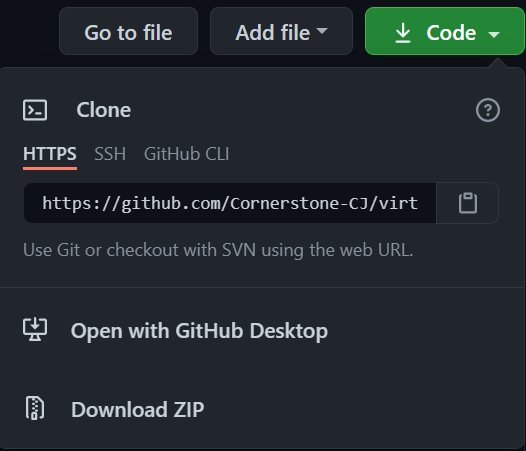 Go to file Add file Code
Clone
HTTPS SSH GitHub CLI
https://github.com/Cornerstone-CJ/virt
Use Git or checkout with SVN using the web URL.
Open with GitHub Desktop
Download ZIP